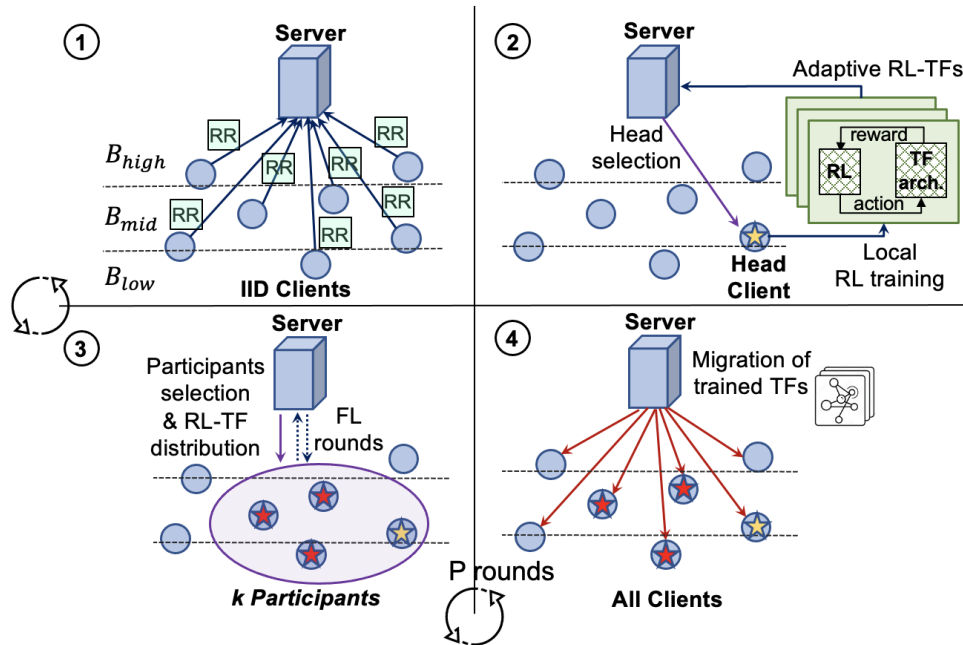 1
Server
RR
RR
RR
RR
RR
RR
RR
B_high
B_mid
B_low
IID Clients
2
Server
Adaptive RL-TFs
Head
selection
reward
RL
TF
arch.
action
Local
RL training
Head
Client
3
Server
Participants
selection
& RL-TF
distribution
FL
rounds
k Participants
4
Server
Migration of
trained TFs
All Clients
P rounds